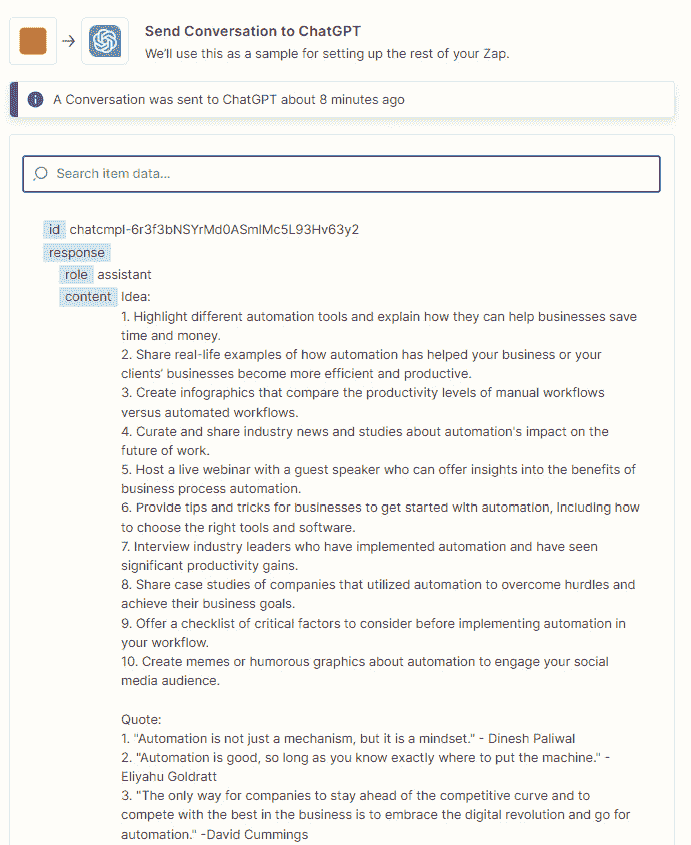 Send Conversation to ChatGPT
We'll use this as a sample for setting up the rest of your Zap.
A Conversation was sent to ChatGPT about 8 minutes ago
Search item data...
id chatcmpl-6r3f3bNSYrMd0ASmIMc5L93Hv63y2
response
role assistant
content Idea:
1. Highlight different automation tools and explain how they can help businesses save
time and money.
2. Share real-life examples of how automation has helped your business or your
clients' businesses become more efficient and productive.
3. Create infographics that compare the productivity levels of manual workflows
versus automated workflows.
4. Curate and share industry news and studies about automation's impact on the
future of work.
5. Host a live webinar with a guest speaker who can offer insights into the benefits of
business process automation.
6. Provide tips and tricks for businesses to get started with automation, including how
to choose the right tools and software.
7. Interview industry leaders who have implemented automation and have seen
significant productivity gains.
8. Share case studies of companies that utilized automation to overcome hurdles and
achieve their business goals.
9. Offer a checklist of critical factors to consider before implementing automation in
your workflow.
10. Create memes or humorous graphics about automation to engage your social
media audience.
Quote:
1. "Automation is not just a mechanism, but it is a mindset." - Dinesh Paliwal
2. "Automation is good, so long as you know exactly where to put the machine." -
Eliyahu Goldratt
3. "The only way for companies to stay ahead of the competitive curve and to
compete with the best in the business is to embrace the digital revolution and go for
automation." -David Cummings